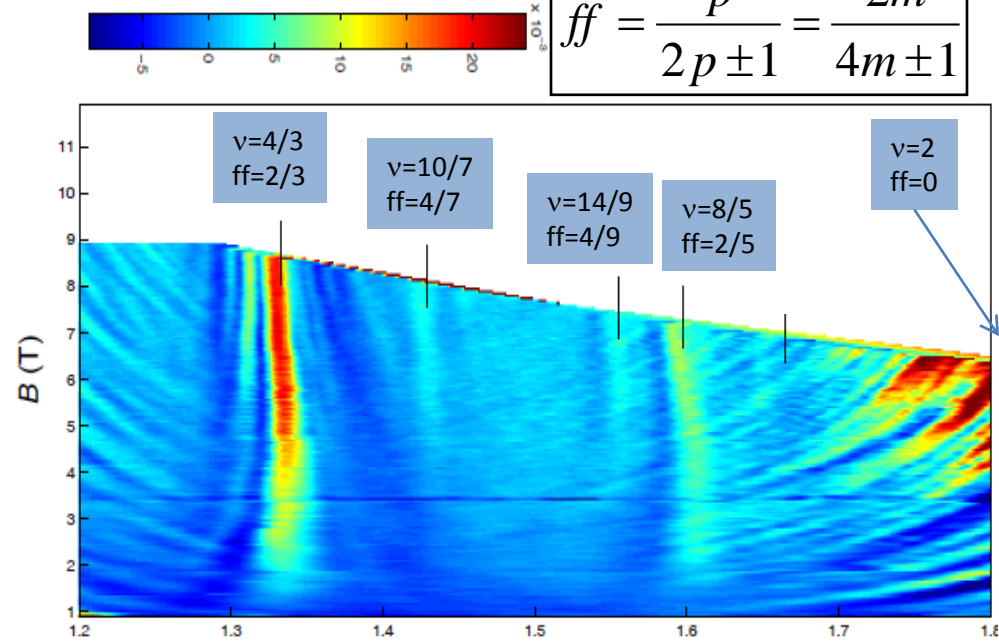 -5 0 5 10 15 20
x 10⁻³
ff = p / (2p ± 1) = 2m / (4m ± 1)
ν=4/3
ff=2/3
ν=10/7
ff=4/7
ν=14/9
ff=4/9
ν=8/5
ff=2/5
ν=2
ff=0
B (T)
11
10
9
8
7
6
5
4
3
2
1
1.2 1.3 1.4 1.5 1.6 1.7 1.8